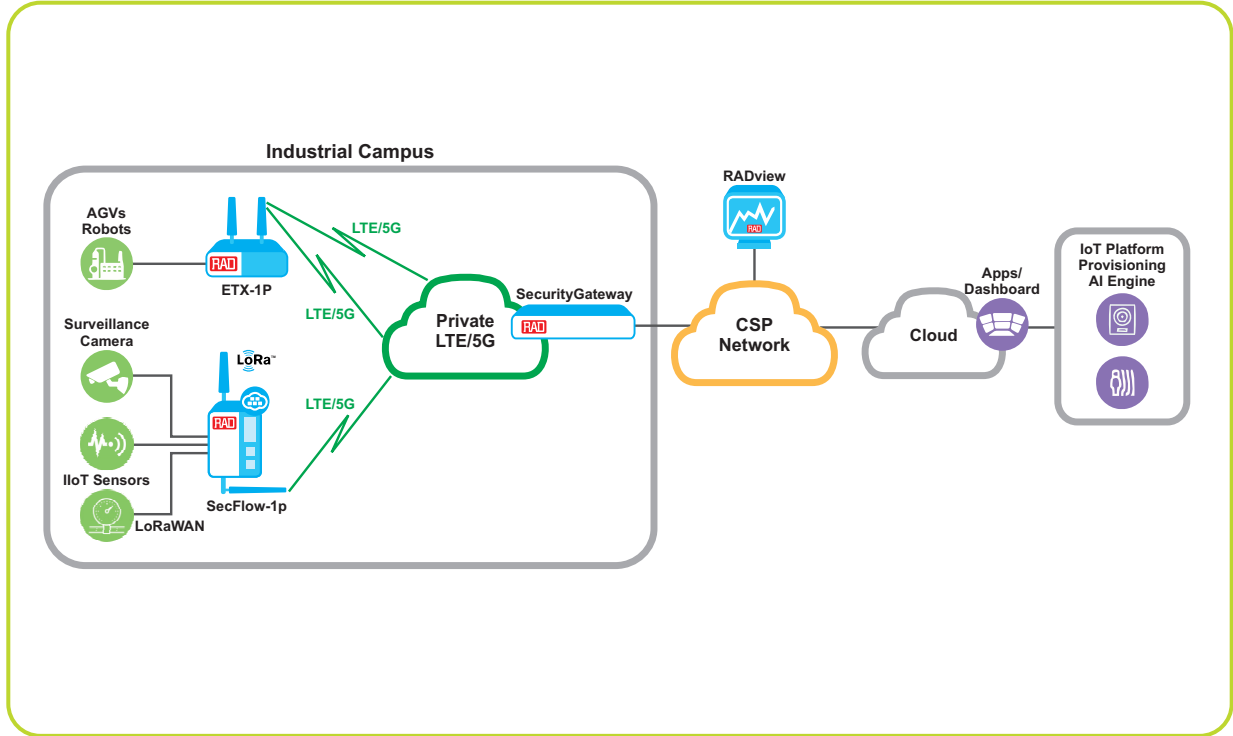 Industrial Campus
AGVs
Robots
RAD
ETX-1P
LTE/5G
LTE/5G
Surveillance
Camera
LoRa™
RAD
LTE/5G
IIoT Sensors
SecFlow-1p
LoRaWAN
Private
LTE/5G
SecurityGateway
RAD
RADview
RAD
CSP
Network
Cloud
Apps/
Dashboard
IoT Platform
Provisioning
AI Engine